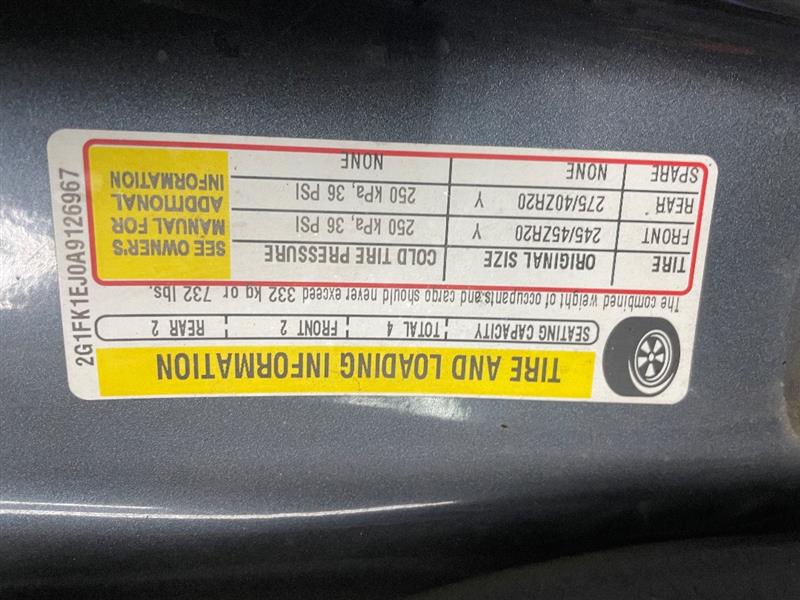 TIRE AND LOADING INFORMATION
SEATING CAPACITY TOTAL 4 FRONT 2 REAR 2
The combined weight of occupants and cargo should never exceed 332 kg or 732 lbs.
TIRE ORIGINAL SIZE COLD TIRE PRESSURE
FRONT 245/45ZR20 Y 250 kPa, 36 PSI
REAR 275/40ZR20 Y 250 kPa, 36 PSI
SPARE NONE NONE
SEE OWNER'S
MANUAL FOR
ADDITIONAL
INFORMATION
2G1FK1EJ0A9126967